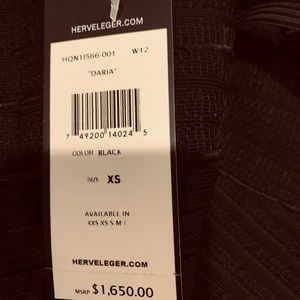 HERVELEGER.COM
HQN1J566-001 W12
"DARIA"
7 49200 14024 5
COLOR BLACK
SIZE XS
AVAILABLE IN
XXS XS S M L
HERVELEGER.COM
MSRP $1,650.00